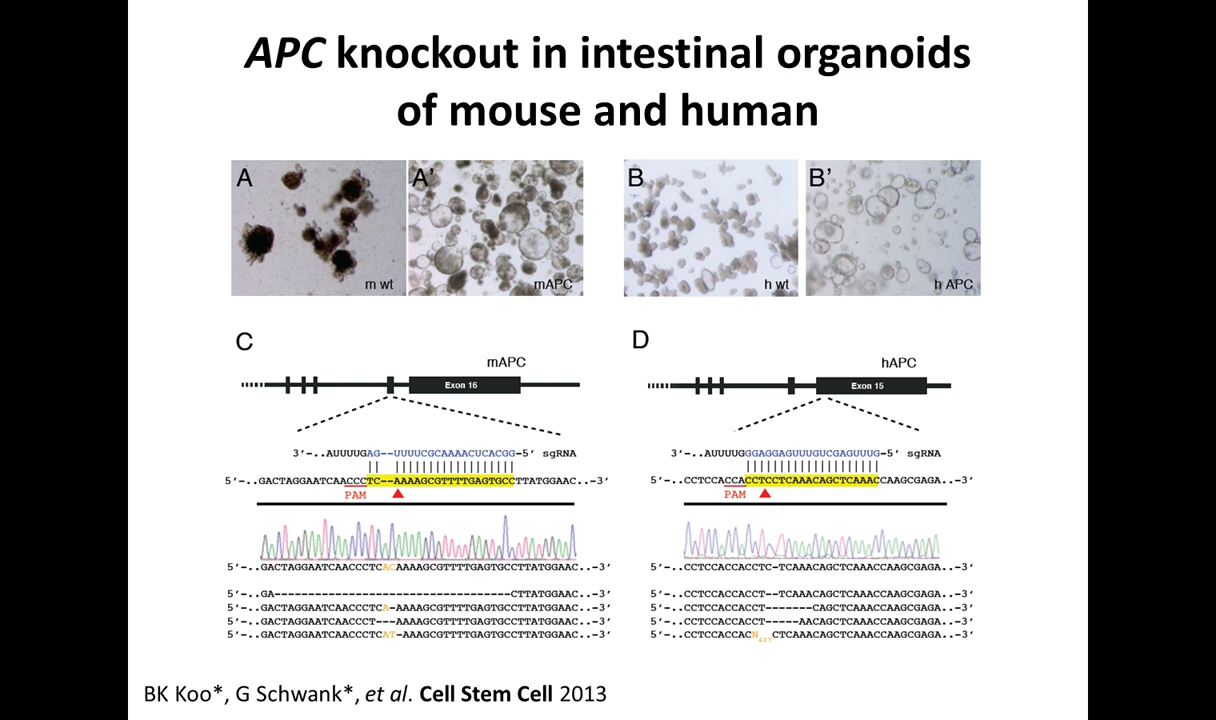 APC knockout in intestinal organoids
of mouse and human
A
m wt
A'
mAPC
B
h wt
B'
h APC
C
mAPC
Exon 16
3'-..AUUUUGAG--UUUUCGCAAAACUCACGG-5' sgRNA
5'-..GACTAGGAATCAACCCTC--AAAAGCGTTTTGAGTGCCTTATGGAAC..-3'
PAM
5'-..GACTAGGAATCAACCCTCACAAAAGCGTTTTGAGTGCCTTATGGAAC..-3'
5'-..GA-----------------------------------CTTATGGAAC..-3'
5'-..GACTAGGAATCAACCCTCA-AAAAGCGTTTTGAGTGCCTTATGGAAC..-3'
5'-..GACTAGGAATCAACCCT---AAAAGCGTTTTGAGTGCCTTATGGAAC..-3'
5'-..GACTAGGAATCAACCCTCAT-AAAGCGTTTTGAGTGCCTTATGGAAC..-3'
D
hAPC
Exon 15
3'-..AUUUUGGGAGGAGUUUGUCGAGUUUG-5' sgRNA
5'-..CCTCCACCACCTCCTCAAACAGCTCAAACCAAGCGAGA..-3'
PAM
5'-..CCTCCACCACCTC-TCAAACAGCTCAAACCAAGCGAGA..-3'
5'-..CCTCCACCACCT--TCAAACAGCTCAAACCAAGCGAGA..-3'
5'-..CCTCCACCACCT-------CAGCTCAAACCAAGCGAGA..-3'
5'-..CCTCCACCACCT-----AACAGCTCAAACCAAGCGAGA..-3'
5'-..CCTCCACCACN427CTCAAACAGCTCAAACCAAGCGAGA..-3'
BK Koo*, G Schwank*, et al. Cell Stem Cell 2013